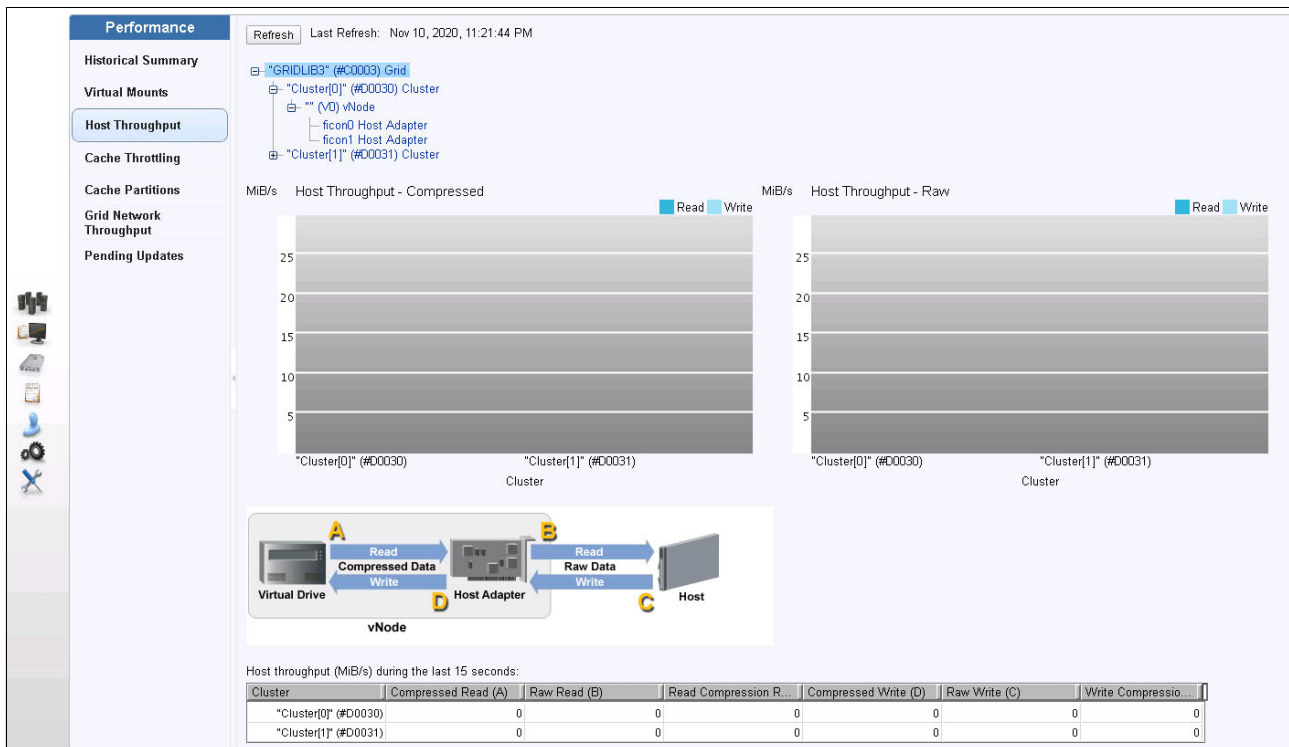 Performance
Historical Summary
Virtual Mounts
Host Throughput
Cache Throttling
Cache Partitions
Grid Network
Throughput
Pending Updates
Refresh Last Refresh: Nov 10, 2020, 11:21:44 PM
"GRIDLIB3" (#C0003) Grid
"Cluster[0]" (#D0030) Cluster
"" (V0) vNode
ficon0 Host Adapter
ficon1 Host Adapter
"Cluster[1]" (#D0031) Cluster
MiB/s Host Throughput - Compressed
Read Write
25
20
15
10
5
"Cluster[0]" (#D0030) "Cluster[1]" (#D0031)
Cluster
MiB/s Host Throughput - Raw
Read Write
25
20
15
10
5
"Cluster[0]" (#D0030) "Cluster[1]" (#D0031)
Cluster
A B
Read Read
Compressed Data Raw Data
Write Write
Virtual Drive D Host Adapter C Host
vNode
Host throughput (MiB/s) during the last 15 seconds:
Cluster Compressed Read (A) Raw Read (B) Read Compression R... Compressed Write (D) Raw Write (C) Write Compressio...
"Cluster[0]" (#D0030) 0 0 0 0 0 0
"Cluster[1]" (#D0031) 0 0 0 0 0 0